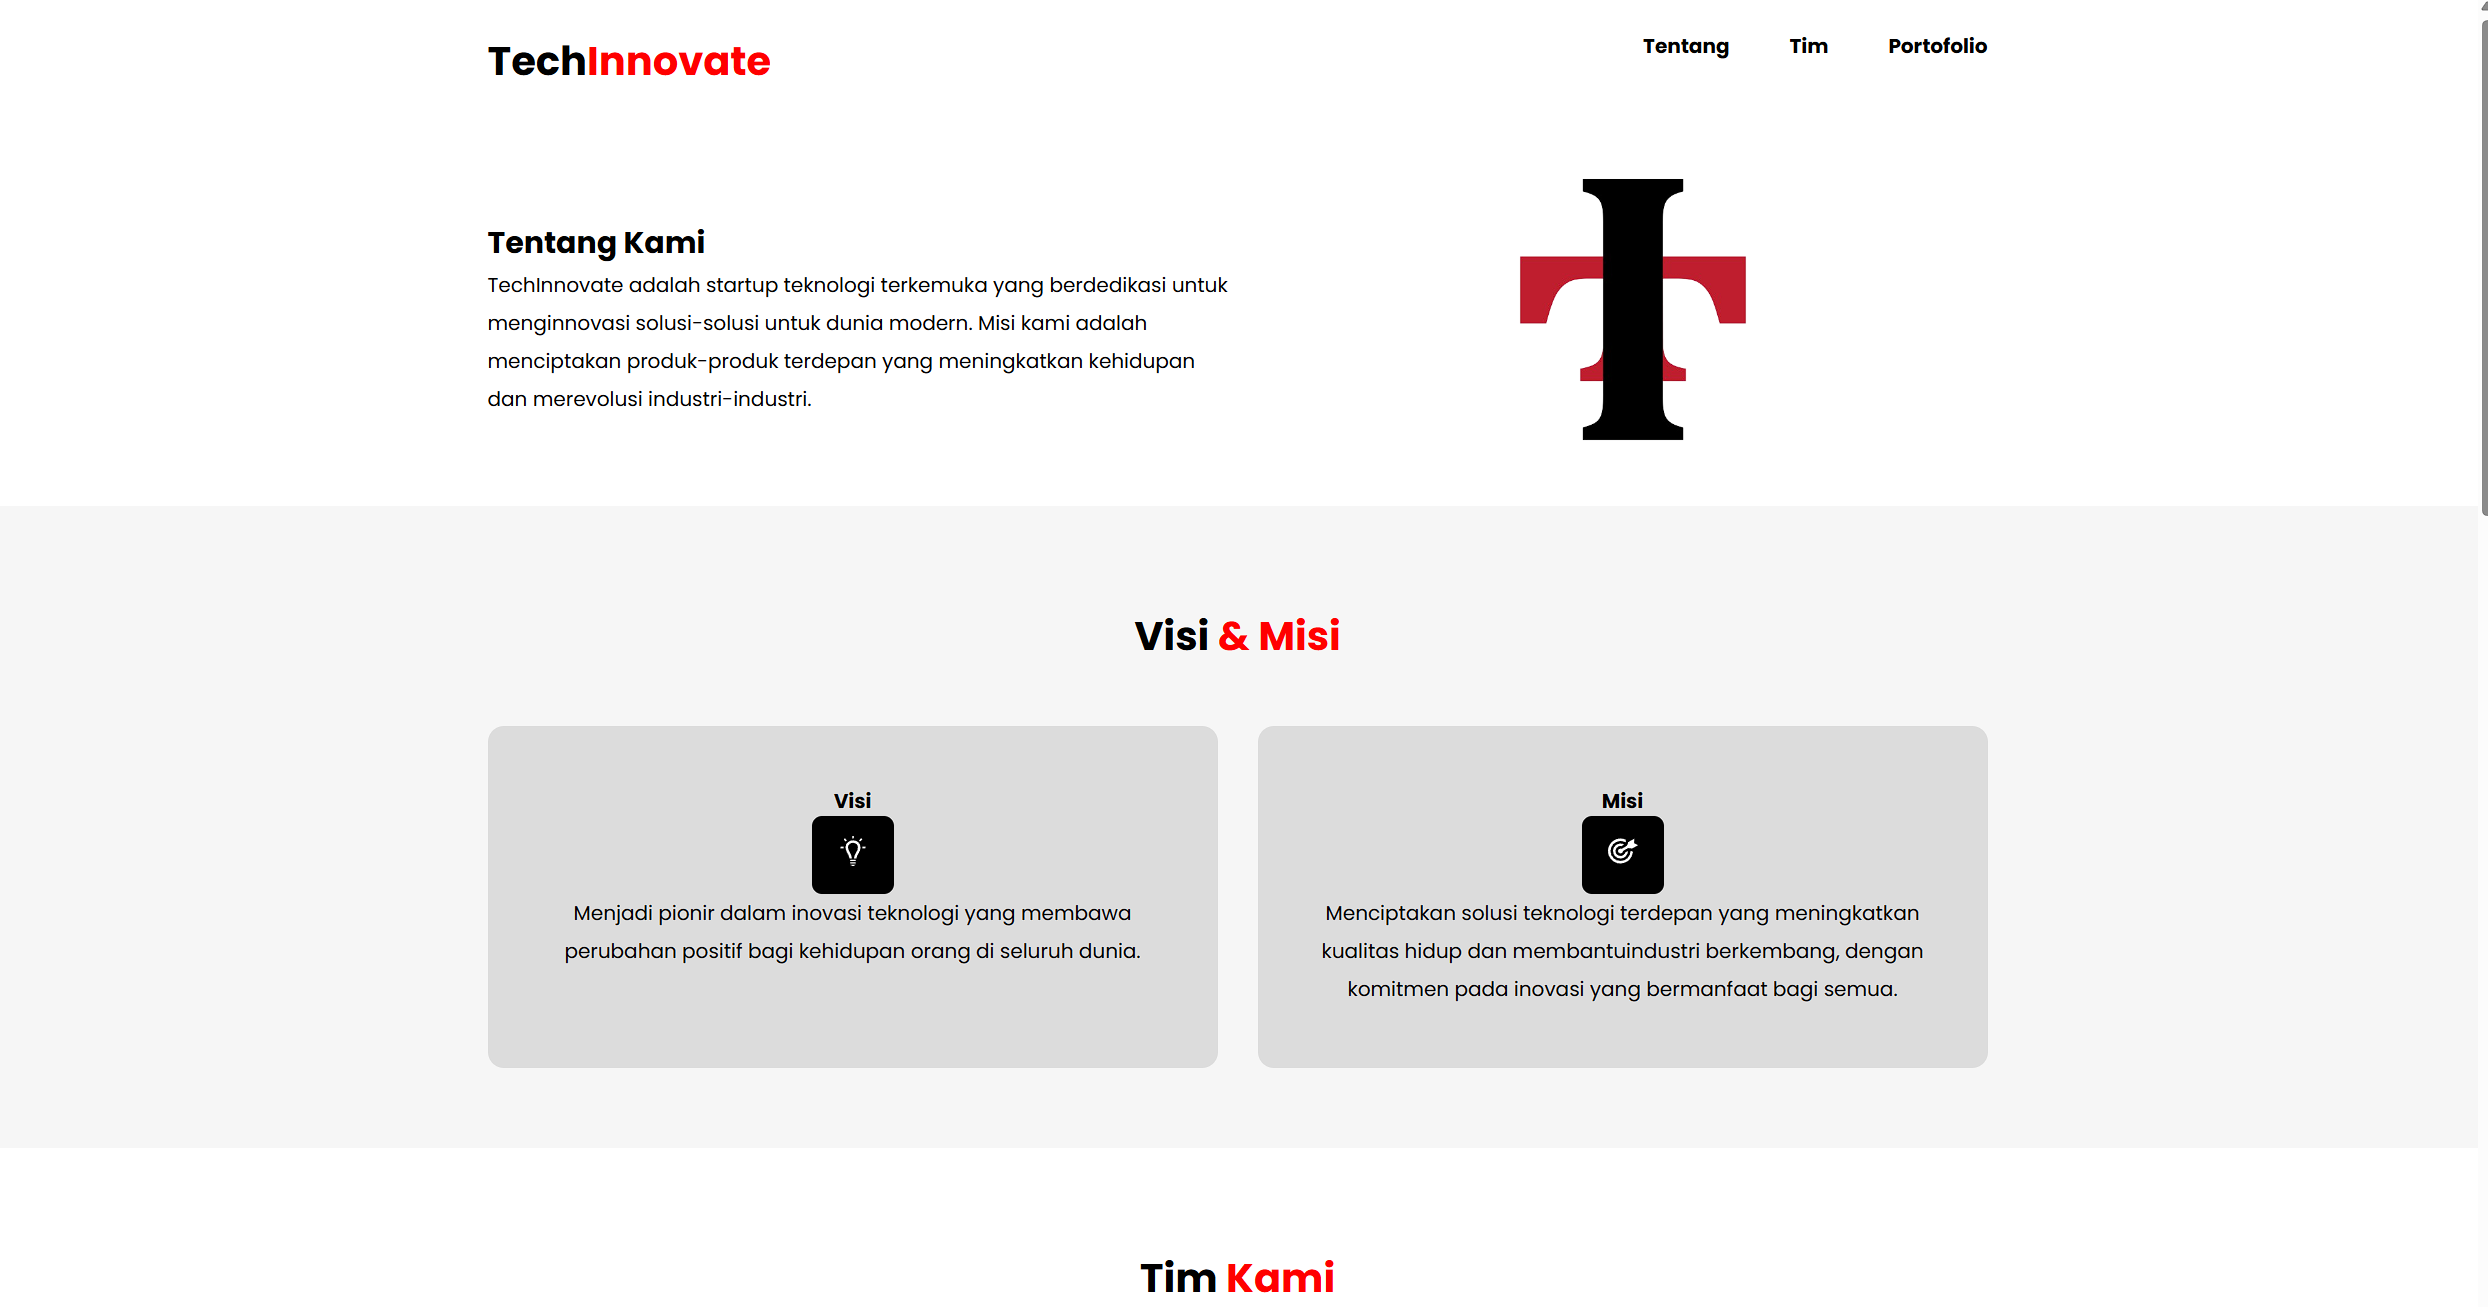 TechInnovate
Tentang
Tim
Portofolio
TI
Tentang Kami
TechInnovate adalah startup teknologi terkemuka yang berdedikasi untuk
menginnovasi solusi-solusi untuk dunia modern. Misi kami adalah
menciptakan produk-produk terdepan yang meningkatkan kehidupan
dan merevolusi industri-industri.
Visi & Misi
Visi
Menjadi pionir dalam inovasi teknologi yang membawa
perubahan positif bagi kehidupan orang di seluruh dunia.
Misi
Menciptakan solusi teknologi terdepan yang meningkatkan
kualitas hidup dan membantuindustri berkembang, dengan
komitmen pada inovasi yang bermanfaat bagi semua.
Tim Kami